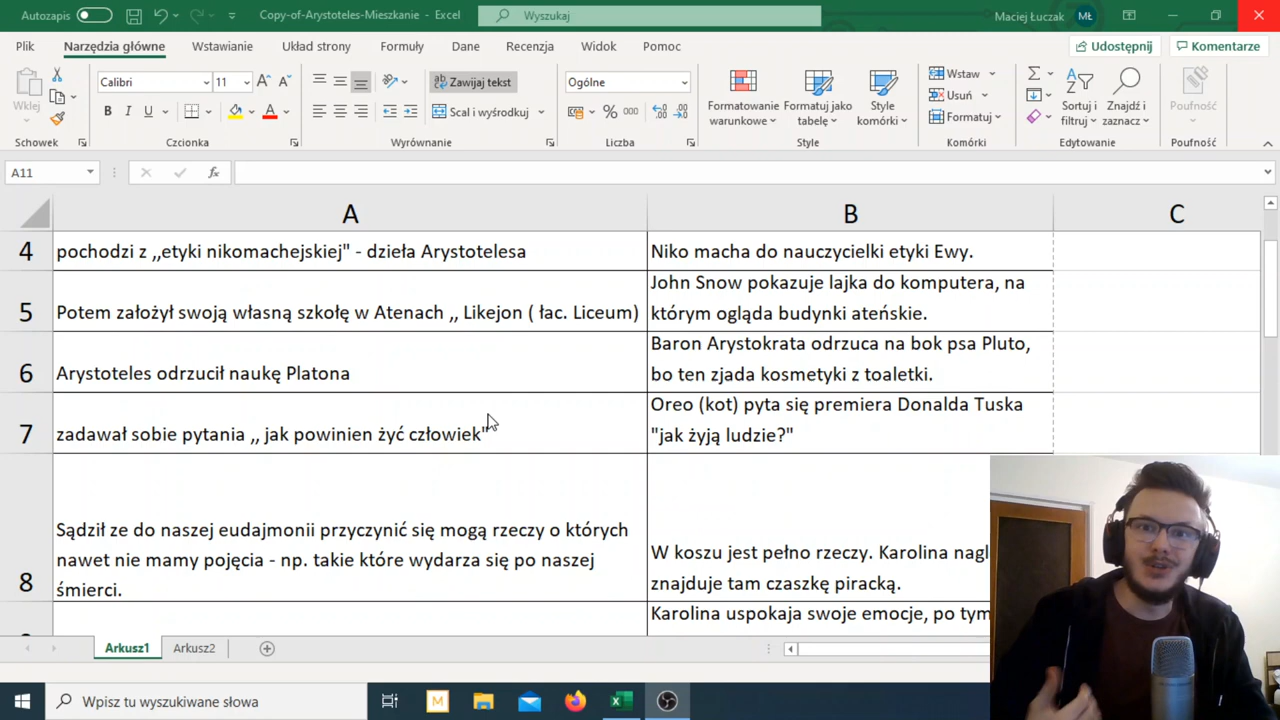 Autozapis
Copy-of-Arystoteles-Mieszkanie - Excel
Wyszukaj
Maciej Łuczak
MŁ
Plik
Narzędzia główne
Wstawianie
Układ strony
Formuły
Dane
Recenzja
Widok
Pomoc
Udostępnij
Komentarze
Wklej
Calibri
11
Zawijaj tekst
Scal i wyśrodkuj
Ogólne
000
Formatowanie warunkowe
Formatuj jako tabelę
Style komórki
Wstaw
Usuń
Formatuj
Sortuj i filtruj
Znajdź i zaznacz
Poufność
Schowek
Czcionka
Wyrównanie
Liczba
Style
Komórki
Edytowanie
Poufność
A11
A
B
C
4
pochodzi z ,,etyki nikomachejskiej" - dzieła Arystotelesa
Niko macha do nauczycielki etyki Ewy.
5
Potem założył swoją własną szkołę w Atenach ,, Likejon ( łac. Liceum)
John Snow pokazuje lajka do komputera, na
którym ogląda budynki ateńskie.
6
Arystoteles odrzucił naukę Platona
Baron Arystokrata odrzuca na bok psa Pluto,
bo ten zjada kosmetyki z toaletki.
7
zadawał sobie pytania ,, jak powinien żyć człowiek"
Oreo (kot) pyta się premiera Donalda Tuska
"jak żyją ludzie?"
8
Sądził ze do naszej eudajmonii przyczynić się mogą rzeczy o których
nawet nie mamy pojęcia - np. takie które wydarza się po naszej
śmierci.
W koszu jest pełno rzeczy. Karolina nagl
znajduje tam czaszkę piracką.
Karolina uspokaja swoje emocje, po tym
Arkusz1
Arkusz2
Wpisz tu wyszukiwane słowa